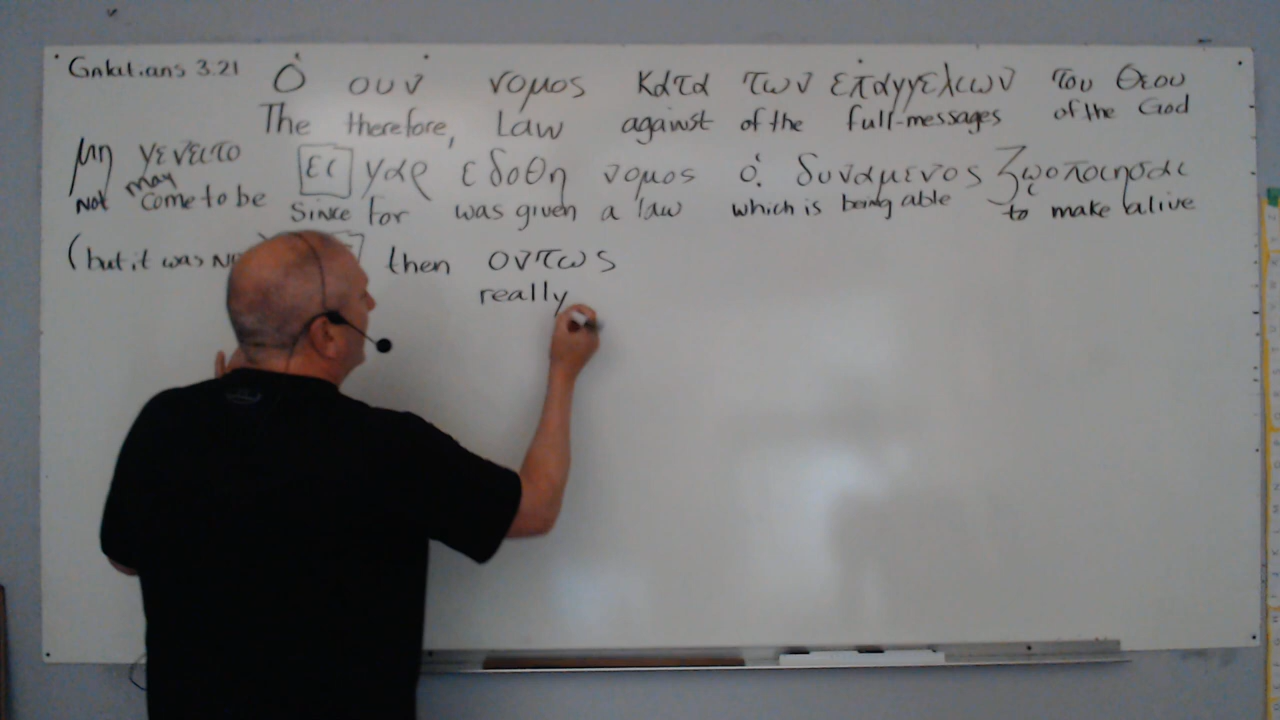 Galatians 3.21 Ὁ ουν νομος κατα των επαγγελιων του θεου
The therefore, Law against of the full-messages of the God
μη γενειτο ει γαρ εδοθη νομος ὁ δυναμενος ζωοποιησαι
not may come to be since for was given a law which is being able to make alive
(but it was then οντως
really